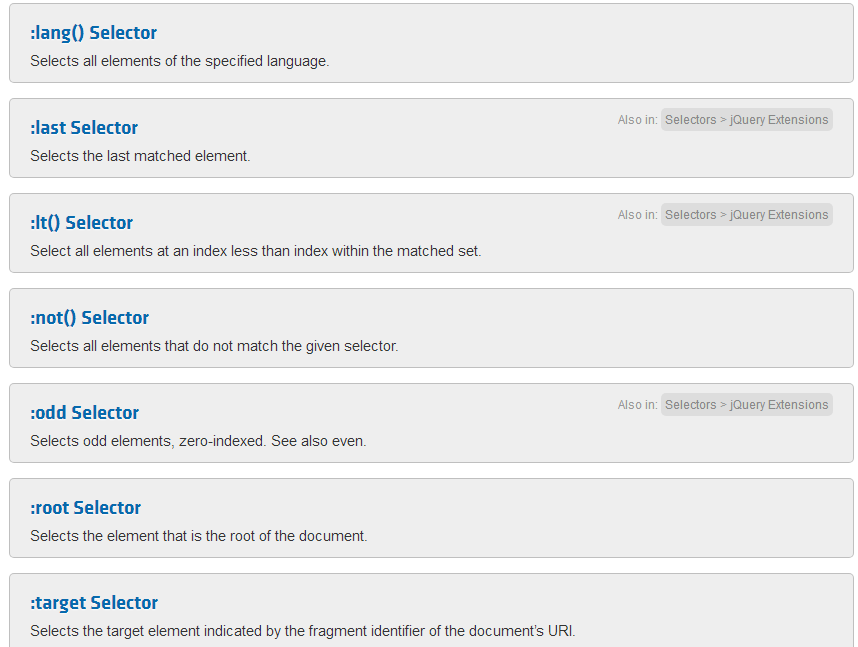 :lang() Selector
Selects all elements of the specified language.
:last Selector
Also in: Selectors > jQuery Extensions
Selects the last matched element.
:lt() Selector
Also in: Selectors > jQuery Extensions
Select all elements at an index less than index within the matched set.
:not() Selector
Selects all elements that do not match the given selector.
:odd Selector
Also in: Selectors > jQuery Extensions
Selects odd elements, zero-indexed. See also even.
:root Selector
Selects the element that is the root of the document.
:target Selector
Selects the target element indicated by the fragment identifier of the document’s URI.